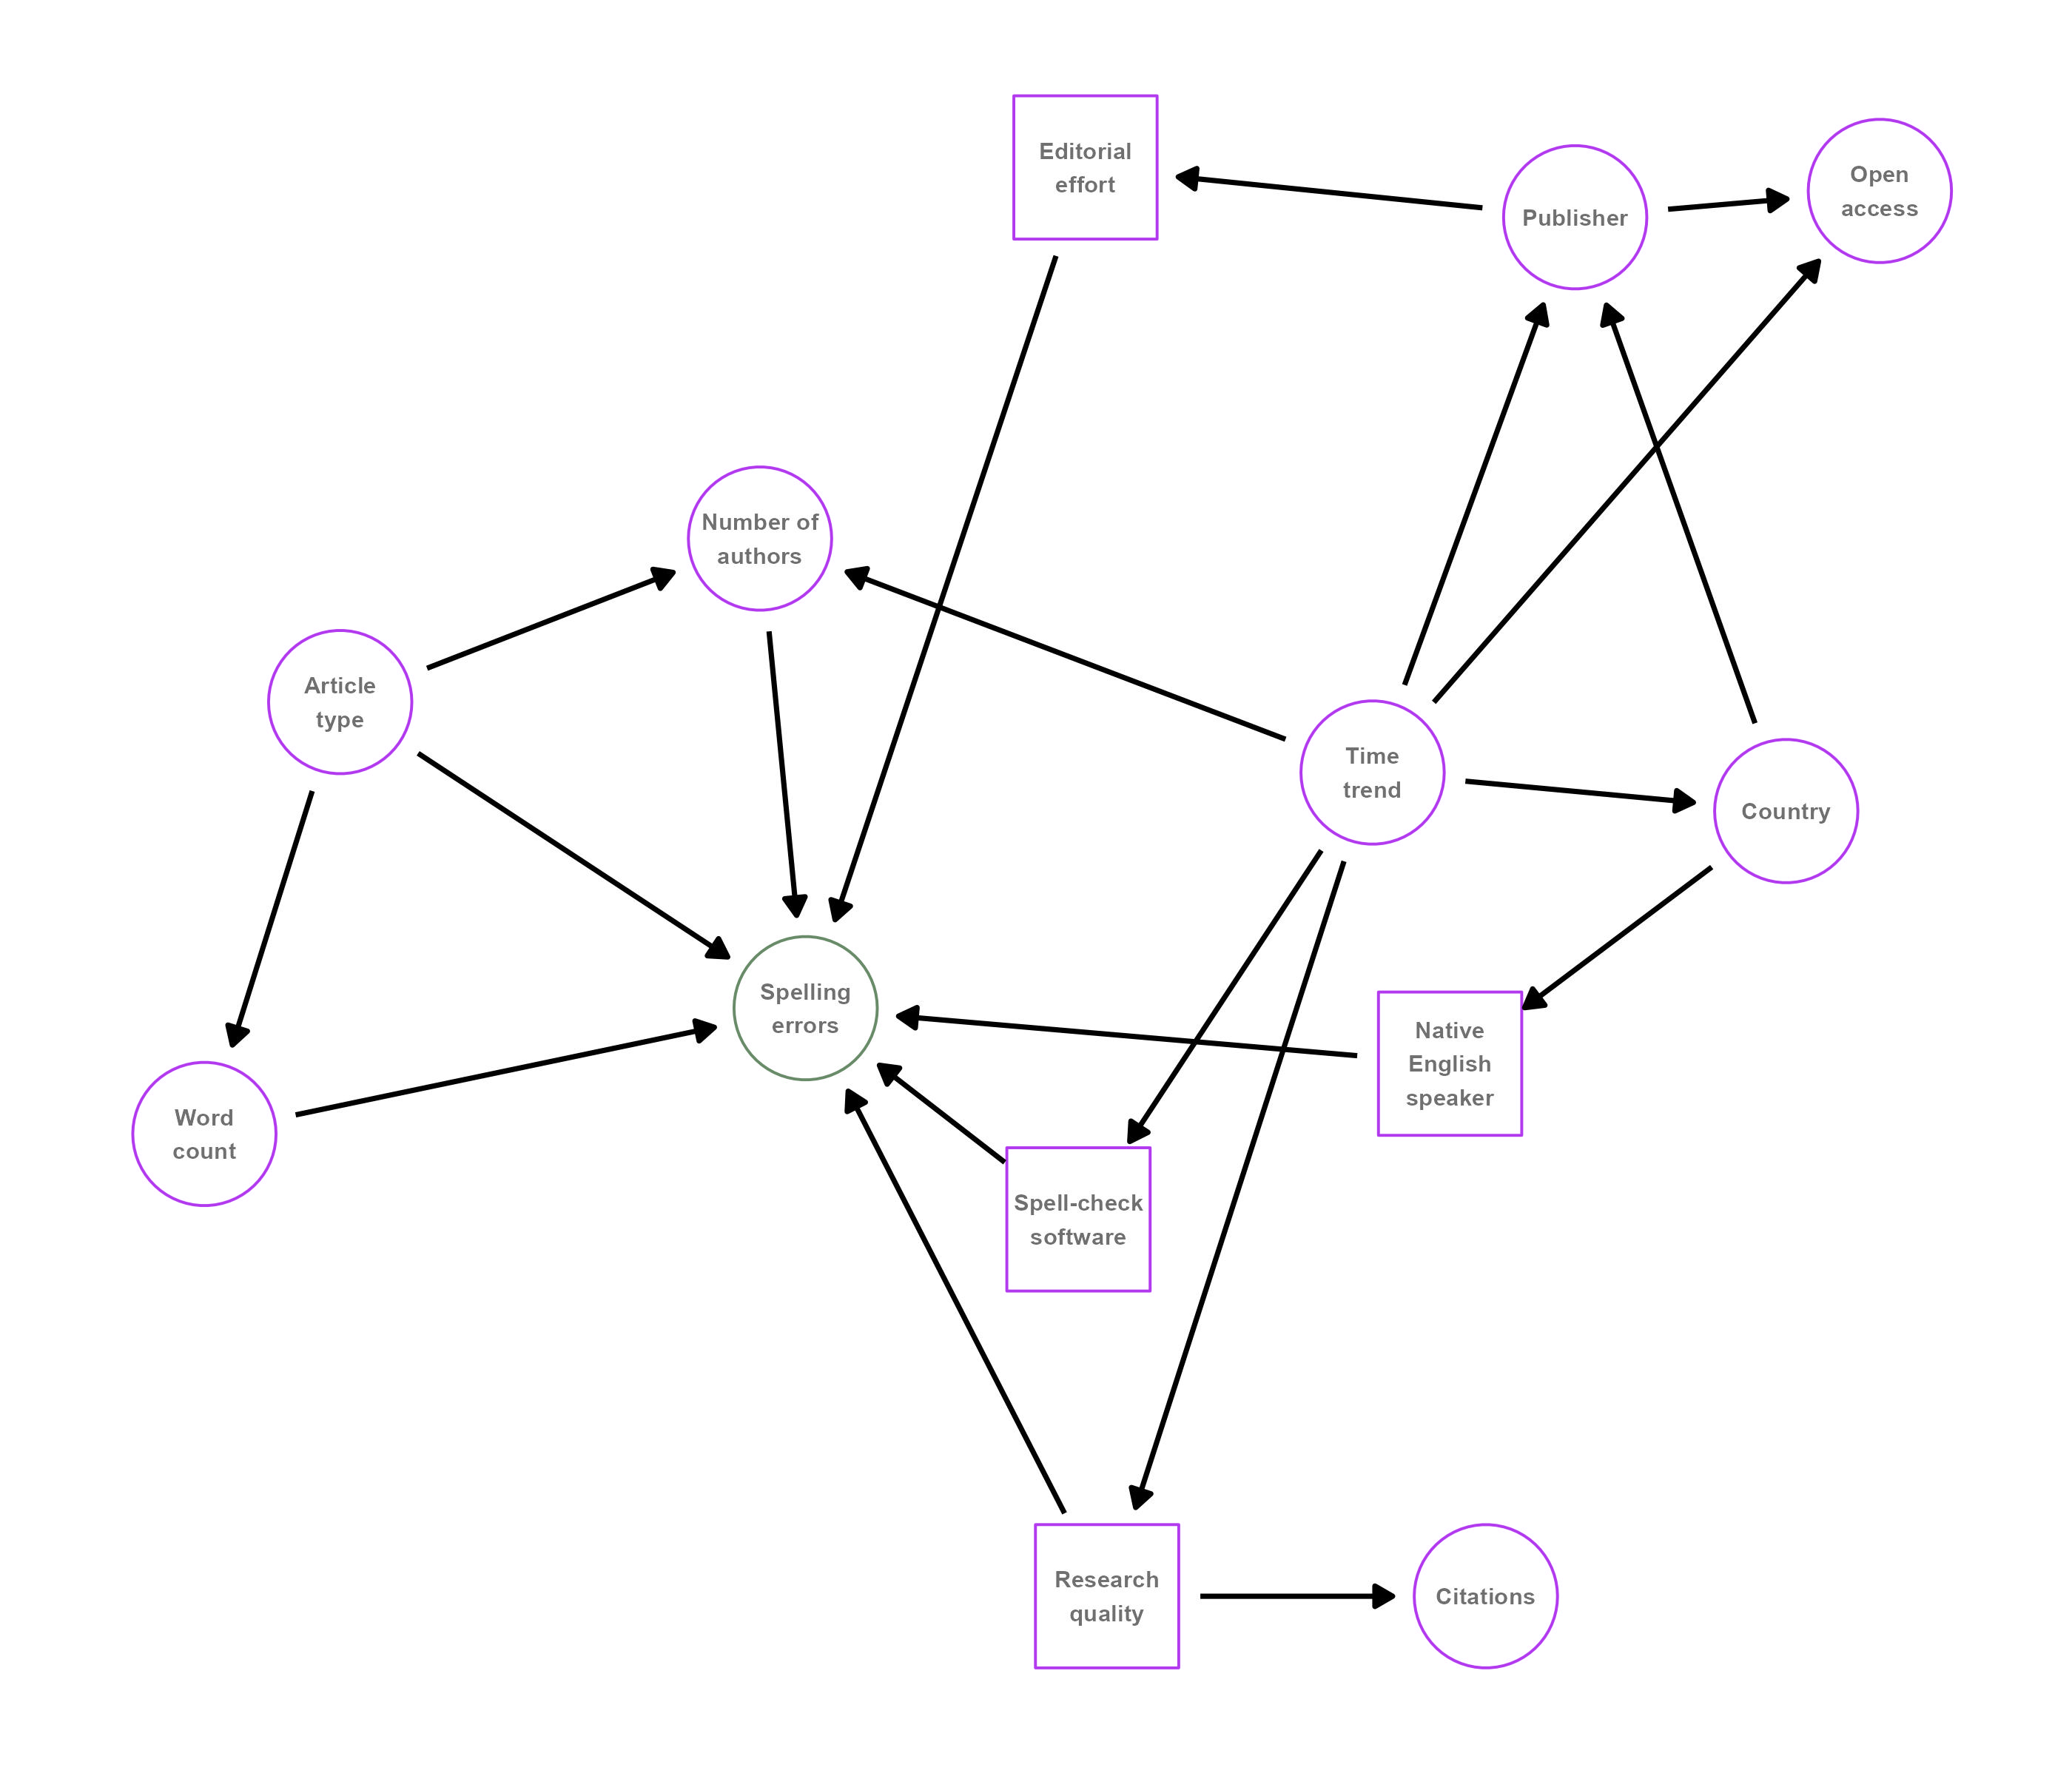 Editorial
effort
Publisher
Open
access
Number of
authors
Article
type
Time
trend
Country
Spelling
errors
Native
English
speaker
Word
count
Spell-check
software
Research
quality
Citations